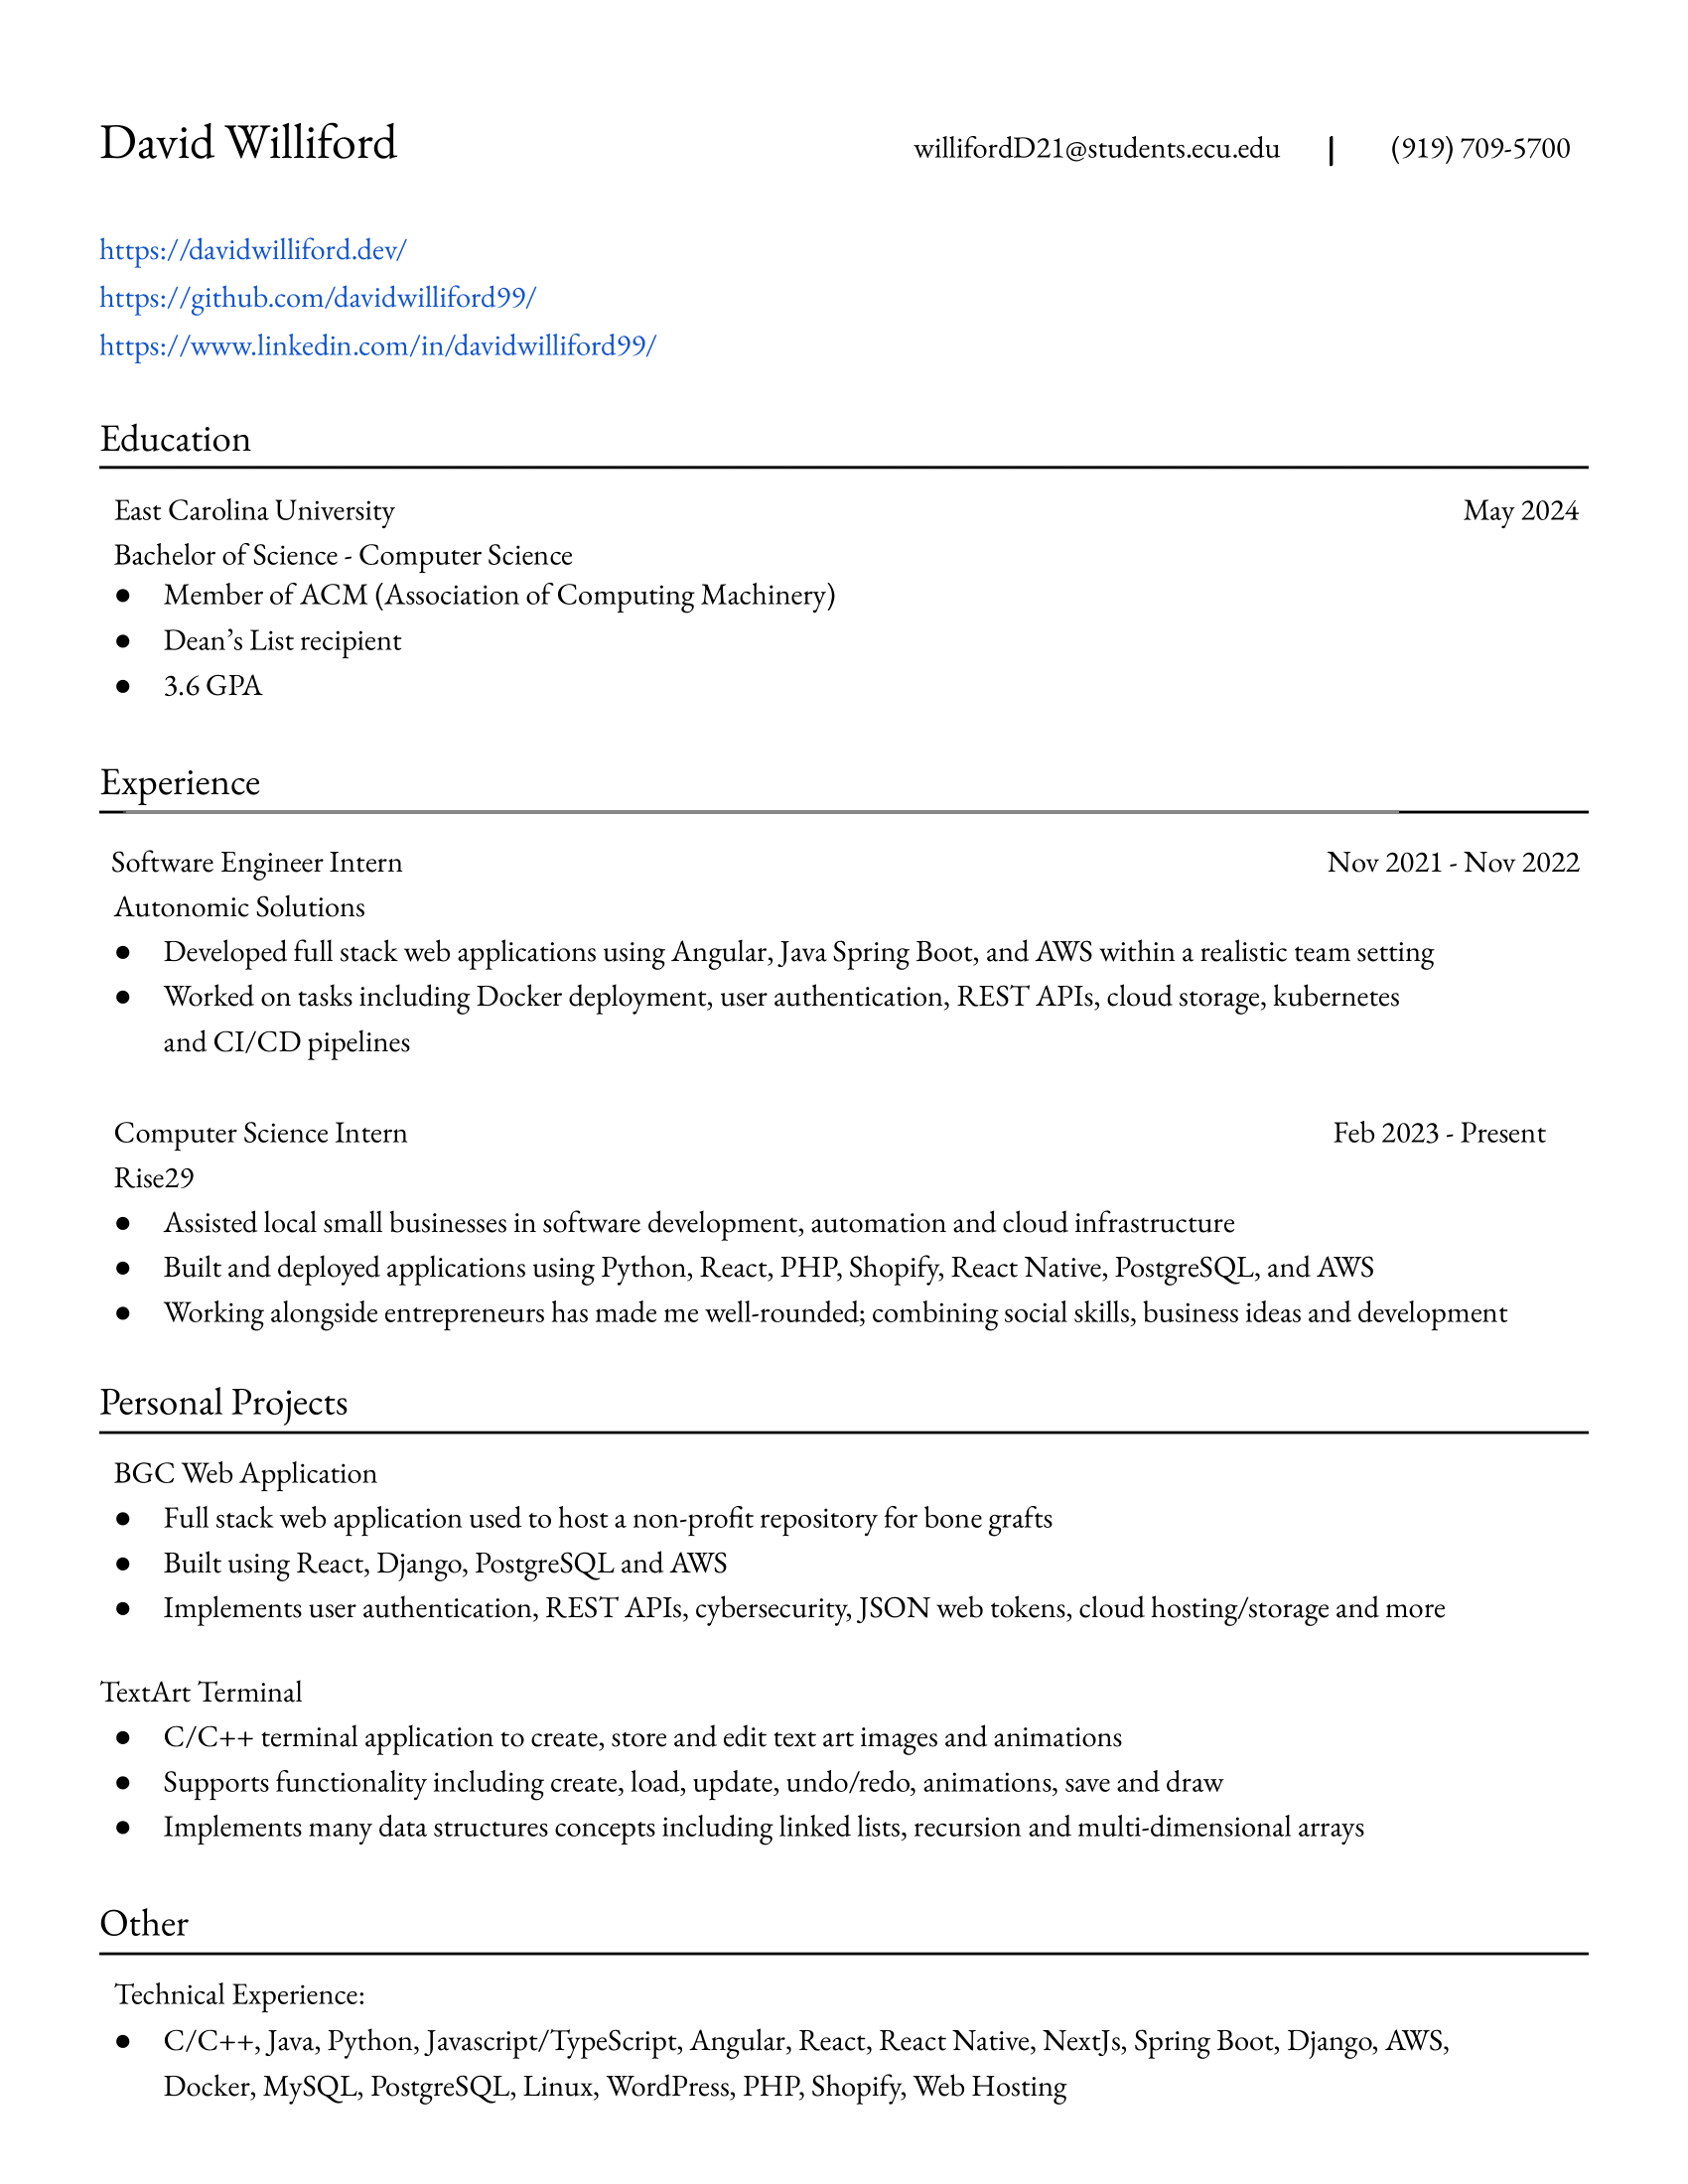 David Williford willifordD21@students.ecu.edu | (919) 709-5700
https://davidwilliford.dev/
https://github.com/davidwilliford99/
https://www.linkedin.com/in/davidwilliford99/
Education
East Carolina University May 2024
Bachelor of Science - Computer Science
● Member of ACM (Association of Computing Machinery)
● Dean’s List recipient
● 3.6 GPA
Experience
Software Engineer Intern Nov 2021 - Nov 2022
Autonomic Solutions
● Developed full stack web applications using Angular, Java Spring Boot, and AWS within a realistic team setting
● Worked on tasks including Docker deployment, user authentication, REST APIs, cloud storage, kubernetes
and CI/CD pipelines
Computer Science Intern Feb 2023 - Present
Rise29
● Assisted local small businesses in software development, automation and cloud infrastructure
● Built and deployed applications using Python, React, PHP, Shopify, React Native, PostgreSQL, and AWS
● Working alongside entrepreneurs has made me well-rounded; combining social skills, business ideas and development
Personal Projects
BGC Web Application
● Full stack web application used to host a non-profit repository for bone grafts
● Built using React, Django, PostgreSQL and AWS
● Implements user authentication, REST APIs, cybersecurity, JSON web tokens, cloud hosting/storage and more
TextArt Terminal
● C/C++ terminal application to create, store and edit text art images and animations
● Supports functionality including create, load, update, undo/redo, animations, save and draw
● Implements many data structures concepts including linked lists, recursion and multi-dimensional arrays
Other
Technical Experience:
● C/C++, Java, Python, Javascript/TypeScript, Angular, React, React Native, NextJs, Spring Boot, Django, AWS,
Docker, MySQL, PostgreSQL, Linux, WordPress, PHP, Shopify, Web Hosting